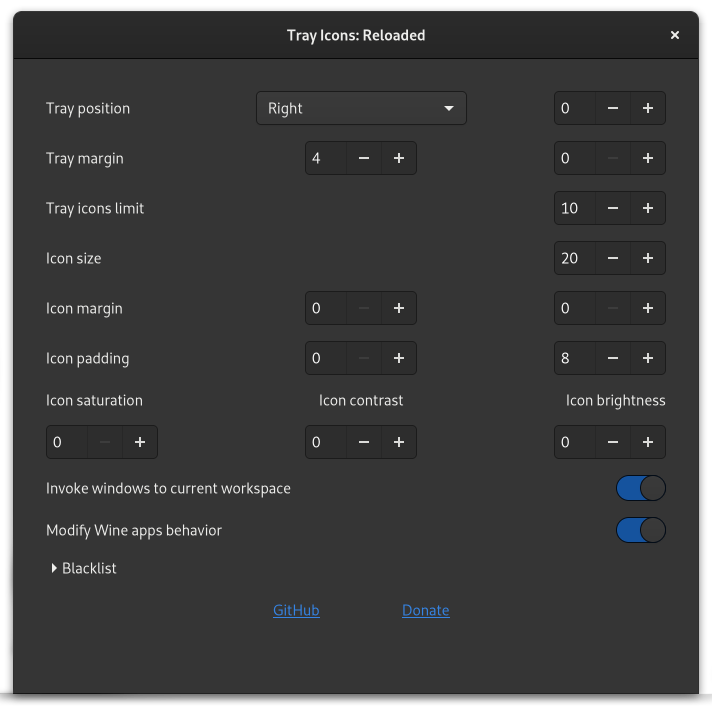 Tray Icons: Reloaded
Tray position Right 0
Tray margin 4 0
Tray icons limit 10
Icon size 20
Icon margin 0 0
Icon padding 0 8
Icon saturation Icon contrast Icon brightness
0 0 0
Invoke windows to current workspace
Modify Wine apps behavior
Blacklist
GitHub Donate